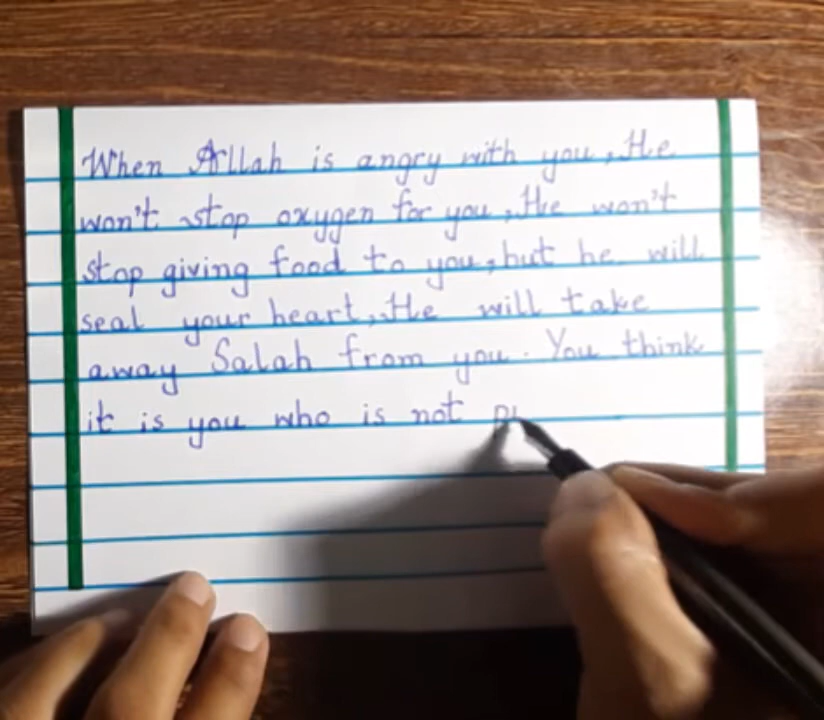 When Allah is angry with you, He
won't stop oxygen for you, He won't
stop giving food to you, but he will
seal your heart, He will take
away Salah from you. You think
it is you who is not